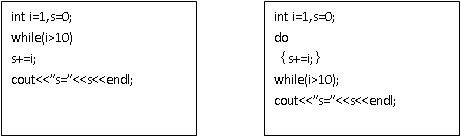 int i=1,s=0;
while(i>10)
s+=i;
cout<<”s=”<<s<<endl;
int i=1,s=0;
do
｛s+=i;｝
while(i>10);
cout<<”s=”<<s<<endl;